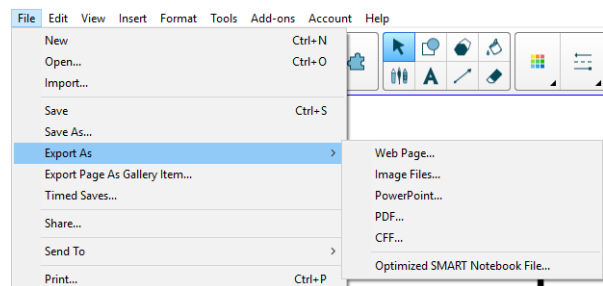 File Edit View Insert Format Tools Add-ons Account Help
New Ctrl+N
Open... Ctrl+O
Import...
Save Ctrl+S
Save As...
Export As
Export Page As Gallery Item...
Timed Saves...
Share...
Send To
Print... Ctrl+P
Web Page...
Image Files...
PowerPoint...
PDF...
CFF...
Optimized SMART Notebook File...
A